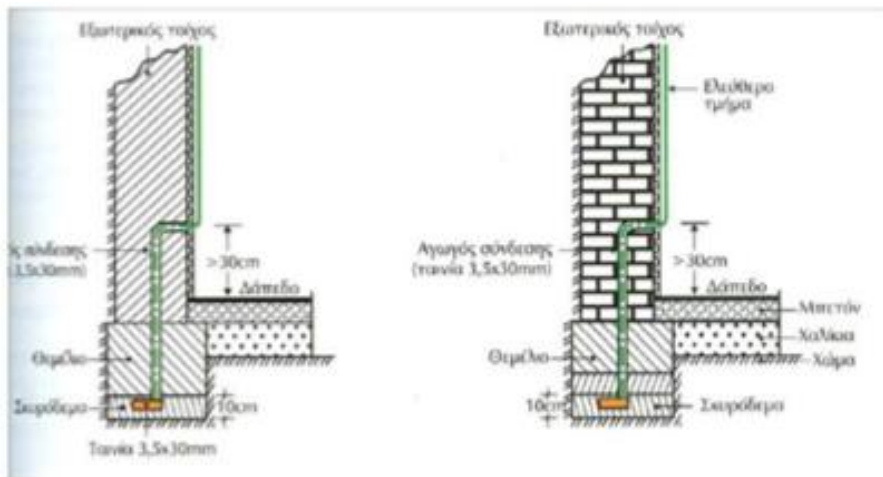 Εξωτερικός τοίχος
ς σύνδεσης
3,5x30mm)
>30cm
Δάπεδο
Θεμέλιο
Σκυρόδεμα
10cm
Ταινία 3,5x30mm
Εξωτερικός τοίχος
Ελεύθερο
τμήμα
Αγωγός σύνδεσης
(ταινία 3,5x30mm)
>30cm
Δάπεδο
Μπετόν
Χαλίκια
Χώμα
Θεμέλιο
10cm
Σκυρόδεμα